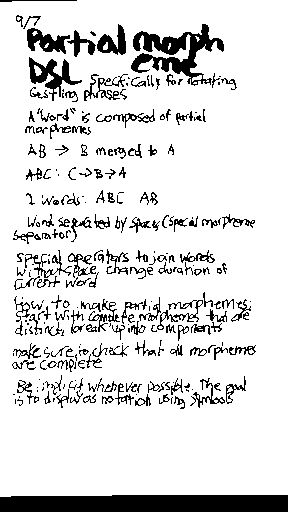 9/7
Partial morph
eme
DSL Specifically for notating
Gestling phrases
A "Word" is composed of partial
morphemes
AB → B merged to A
ABC: C→B→A
2 words: ABC AB
Word separated by space (special morpheme
separator)
Special operators to join words
without space, change duration of
current word
How to make partial morphemes:
Start with complete morphemes that are
distinct, break up into components
make sure to check that all morphemes
are complete
Be implicit whenever possible. The goal
is to display as notation using symbols